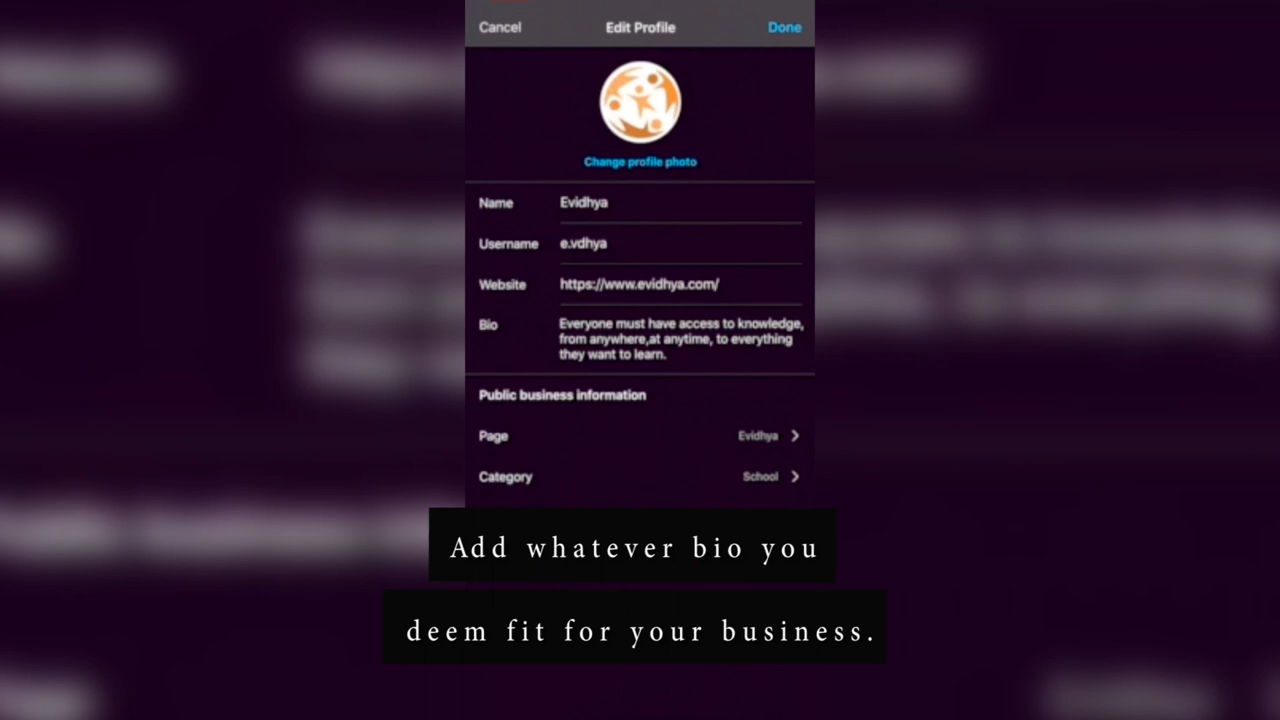 Cancel Edit Profile Done
Change profile photo
Name Evidhya
Username e.vdhya
Website https://www.evidhya.com/
Bio Everyone must have access to knowledge,
from anywhere,at anytime, to everything
they want to learn.
Public business information
Page Evidhya
Category School
Add whatever bio you
deem fit for your business.